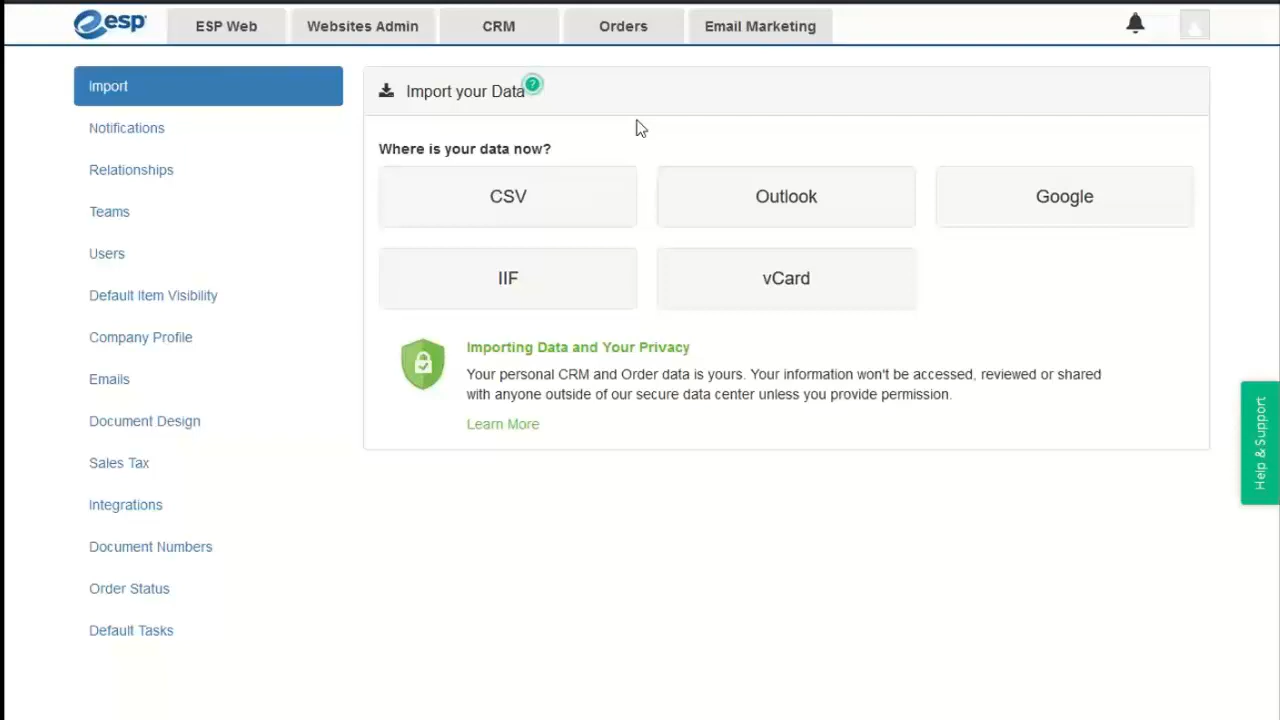 esp
ESP Web
Websites Admin
CRM
Orders
Email Marketing
Import
Notifications
Relationships
Teams
Users
Default Item Visibility
Company Profile
Emails
Document Design
Sales Tax
Integrations
Document Numbers
Order Status
Default Tasks
Import your Data
?
Where is your data now?
CSV
Outlook
Google
IIF
vCard
Importing Data and Your Privacy
Your personal CRM and Order data is yours. Your information won't be accessed, reviewed or shared
with anyone outside of our secure data center unless you provide permission.
Learn More
Help & Support